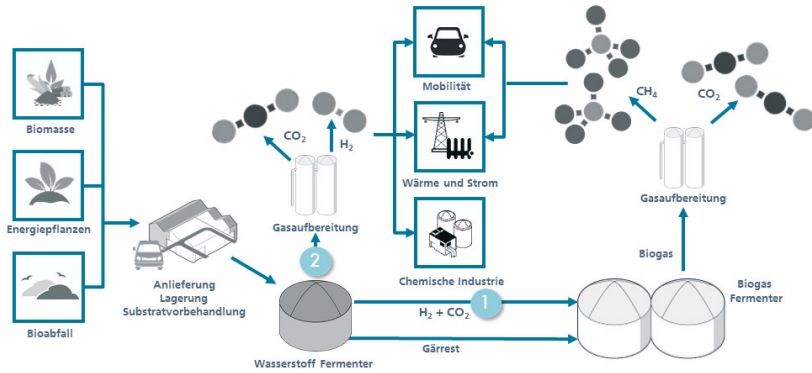 Biomasse
Energiepflanzen
Bioabfall
Anlieferung
Lagerung
Substratvorbehandlung
CO₂
H₂
Gasaufbereitung
2
Wasserstoff Fermenter
Mobilität
Wärme und Strom
Chemische Industrie
1
H₂ + CO₂
Gärrest
CH₄
CO₂
Gasaufbereitung
Biogas
Biogas
Fermenter